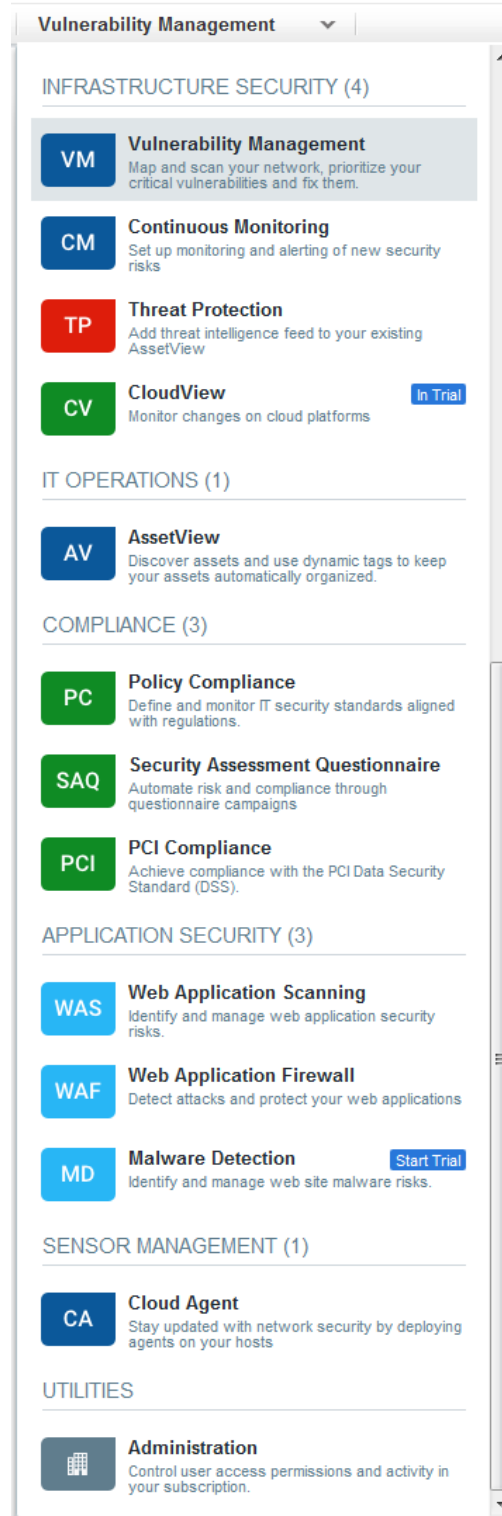 Vulnerability Management
INFRASTRUCTURE SECURITY (4)
VM
Vulnerability Management
Map and scan your network, prioritize your
critical vulnerabilities and fix them.
CM
Continuous Monitoring
Set up monitoring and alerting of new security
risks
TP
Threat Protection
Add threat intelligence feed to your existing
AssetView
CV
CloudView
In Trial
Monitor changes on cloud platforms
IT OPERATIONS (1)
AV
AssetView
Discover assets and use dynamic tags to keep
your assets automatically organized.
COMPLIANCE (3)
PC
Policy Compliance
Define and monitor IT security standards aligned
with regulations.
SAQ
Security Assessment Questionnaire
Automate risk and compliance through
questionnaire campaigns
PCI
PCI Compliance
Achieve compliance with the PCI Data Security
Standard (DSS).
APPLICATION SECURITY (3)
WAS
Web Application Scanning
Identify and manage web application security
risks.
WAF
Web Application Firewall
Detect attacks and protect your web applications
MD
Malware Detection
Start Trial
Identify and manage web site malware risks.
SENSOR MANAGEMENT (1)
CA
Cloud Agent
Stay updated with network security by deploying
agents on your hosts
UTILITIES
Administration
Control user access permissions and activity in
your subscription.